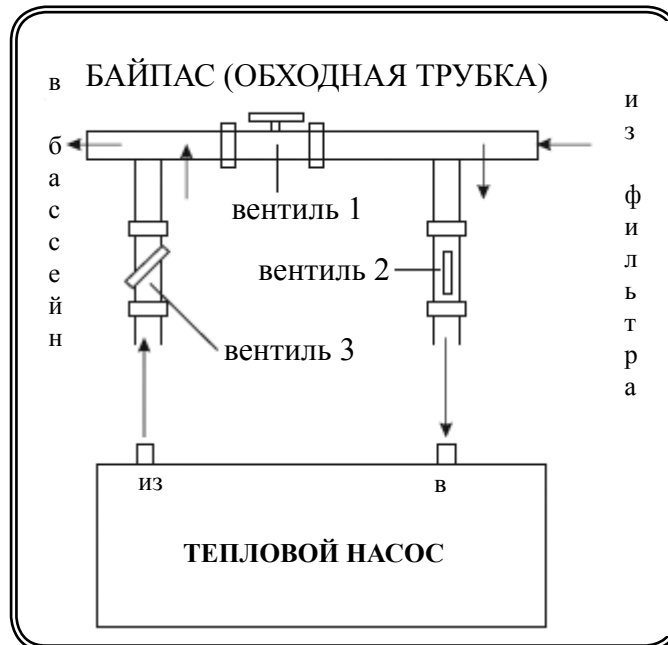 БАЙПАС (ОБХОДНАЯ ТРУБКА)
в бассейн
из фильтра
вентиль 1
вентиль 2
вентиль 3
из
в
ТЕПЛОВОЙ НАСОС